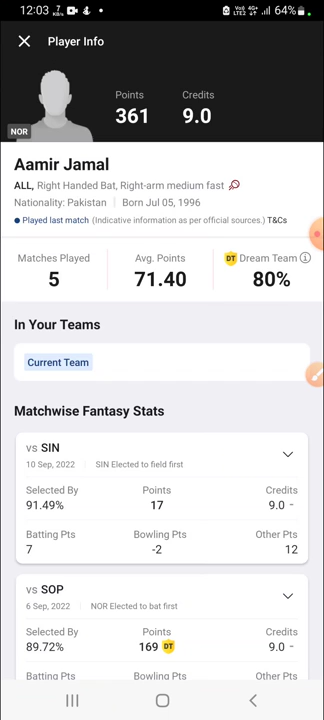 12:03 7 KB/s 4G+ LTE2 64%
Player Info
Points Credits
361 9.0
NOR
Aamir Jamal
ALL, Right Handed Bat, Right-arm medium fast
Nationality: Pakistan | Born Jul 05, 1996
Played last match (Indicative information as per official sources.) T&Cs
Matches Played Avg. Points DT Dream Team
5 71.40 80%
In Your Teams
Current Team
Matchwise Fantasy Stats
vs SIN
10 Sep, 2022 | SIN Elected to field first
Selected By Points Credits
91.49% 17 9.0 -
Batting Pts Bowling Pts Other Pts
7 -2 12
vs SOP
6 Sep, 2022 | NOR Elected to bat first
Selected By Points Credits
89.72% 169 DT 9.0 -
Batting Pts Bowling Pts Other Pts